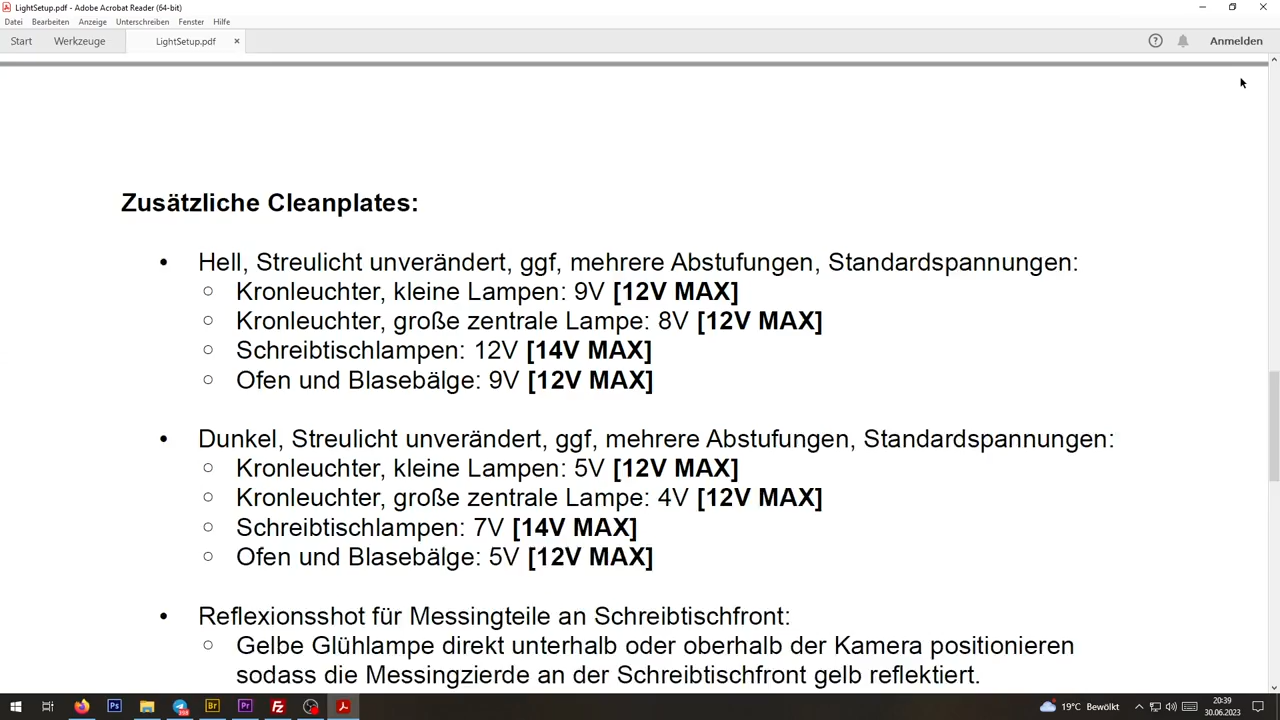 LightSetup.pdf - Adobe Acrobat Reader (64-bit)
Datei Bearbeiten Anzeige Unterschreiben Fenster Hilfe
Start Werkzeuge LightSetup.pdf × Anmelden
Zusätzliche Cleanplates:
• Hell, Streulicht unverändert, ggf, mehrere Abstufungen, Standardspannungen:
○ Kronleuchter, kleine Lampen: 9V [12V MAX]
○ Kronleuchter, große zentrale Lampe: 8V [12V MAX]
○ Schreibtischlampen: 12V [14V MAX]
○ Ofen und Blasebälge: 9V [12V MAX]
• Dunkel, Streulicht unverändert, ggf, mehrere Abstufungen, Standardspannungen:
○ Kronleuchter, kleine Lampen: 5V [12V MAX]
○ Kronleuchter, große zentrale Lampe: 4V [12V MAX]
○ Schreibtischlampen: 7V [14V MAX]
○ Ofen und Blasebälge: 5V [12V MAX]
• Reflexionsshot für Messingteile an Schreibtischfront:
○ Gelbe Glühlampe direkt unterhalb oder oberhalb der Kamera positionieren
sodass die Messingzierde an der Schreibtischfront gelb reflektiert.
Ps Br Pr Fz 19°C Bewölkt 20:39
30.06.2023